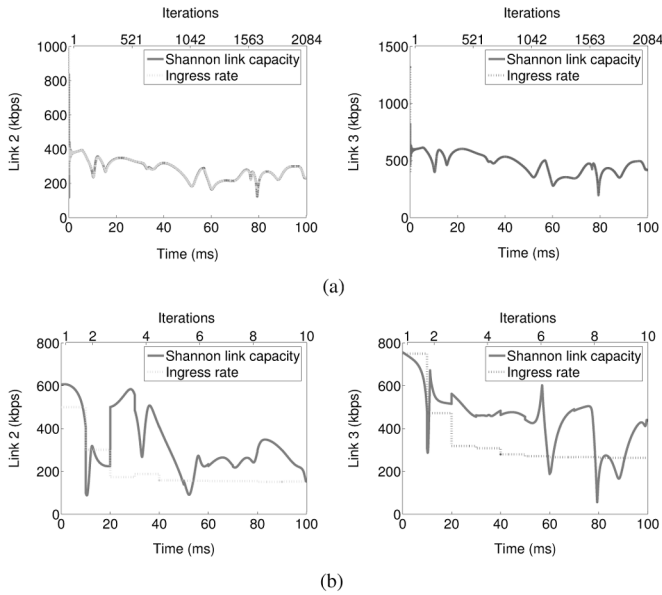 Iterations
1 521 1042 1563 2084
1000
800
600
400
200
0
Link 2 (kbps)
Shannon link capacity
Ingress rate
0 20 40 60 80 100
Time (ms)
Iterations
1 521 1042 1563 2084
1500
1000
500
0
Link 3 (kbps)
Shannon link capacity
Ingress rate
0 20 40 60 80 100
Time (ms)
(a)
Iterations
1 2 4 6 8 10
800
600
400
200
0
Link 2 (kbps)
Shannon link capacity
Ingress rate
0 20 40 60 80 100
Time (ms)
Iterations
1 2 4 6 8 10
800
700
600
500
400
300
200
100
0
Link 3 (kbps)
Shannon link capacity
Ingress rate
0 20 40 60 80 100
Time (ms)
(b)